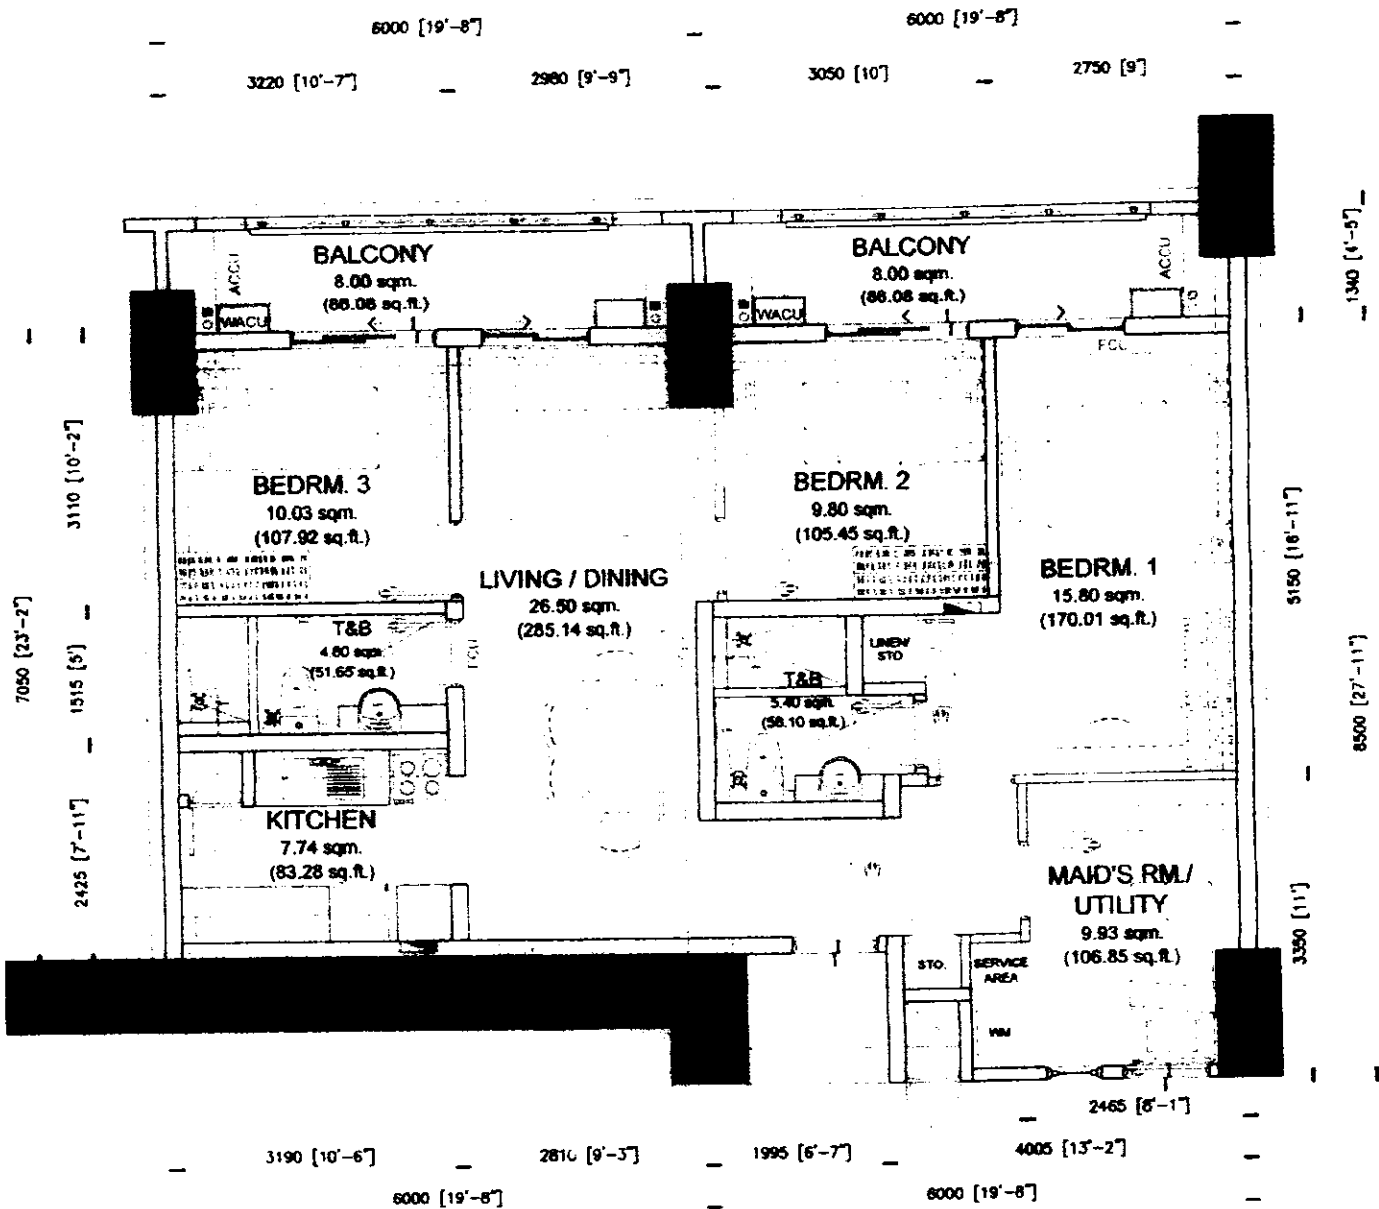 6000 [19'-8"]
6000 [19'-8"]
3220 [10'-7"]
2980 [9'-9"]
3050 [10"]
2750 [9"]
1340 [4'-5"]
BALCONY
8.00 sqm.
(86.08 sq.ft.)
ACCU
WACU
BALCONY
8.00 sqm.
(86.08 sq.ft.)
ACCU
WACU
FCU
3110 [10'-2"]
BEDRM. 3
10.03 sqm.
(107.92 sq.ft.)
BEDRM. 2
9.80 sqm.
(105.45 sq.ft.)
5150 [16'-11"]
LIVING / DINING
26.50 sqm.
(285.14 sq.ft.)
BEDRM. 1
15.80 sqm.
(170.01 sq.ft.)
7050 [23'-2"]
1515 [5']
T&B
4.80 sqm.
(51.65 sq.ft.)
FCU
LINEN/
STO
T&B
5.40 sqm.
(58.10 sq.ft.)
8500 [27'-11"]
2425 [7'-11"]
KITCHEN
7.74 sqm.
(83.28 sq.ft.)
MAID'S RM./
UTILITY
9.93 sqm.
(106.85 sq.ft.)
3350 [11']
STO.
SERVICE
AREA
WM
2465 [8'-1"]
3190 [10'-6"]
2810 [9'-3"]
1995 [6'-7"]
4005 [13'-2"]
6000 [19'-8"]
6000 [19'-8"]